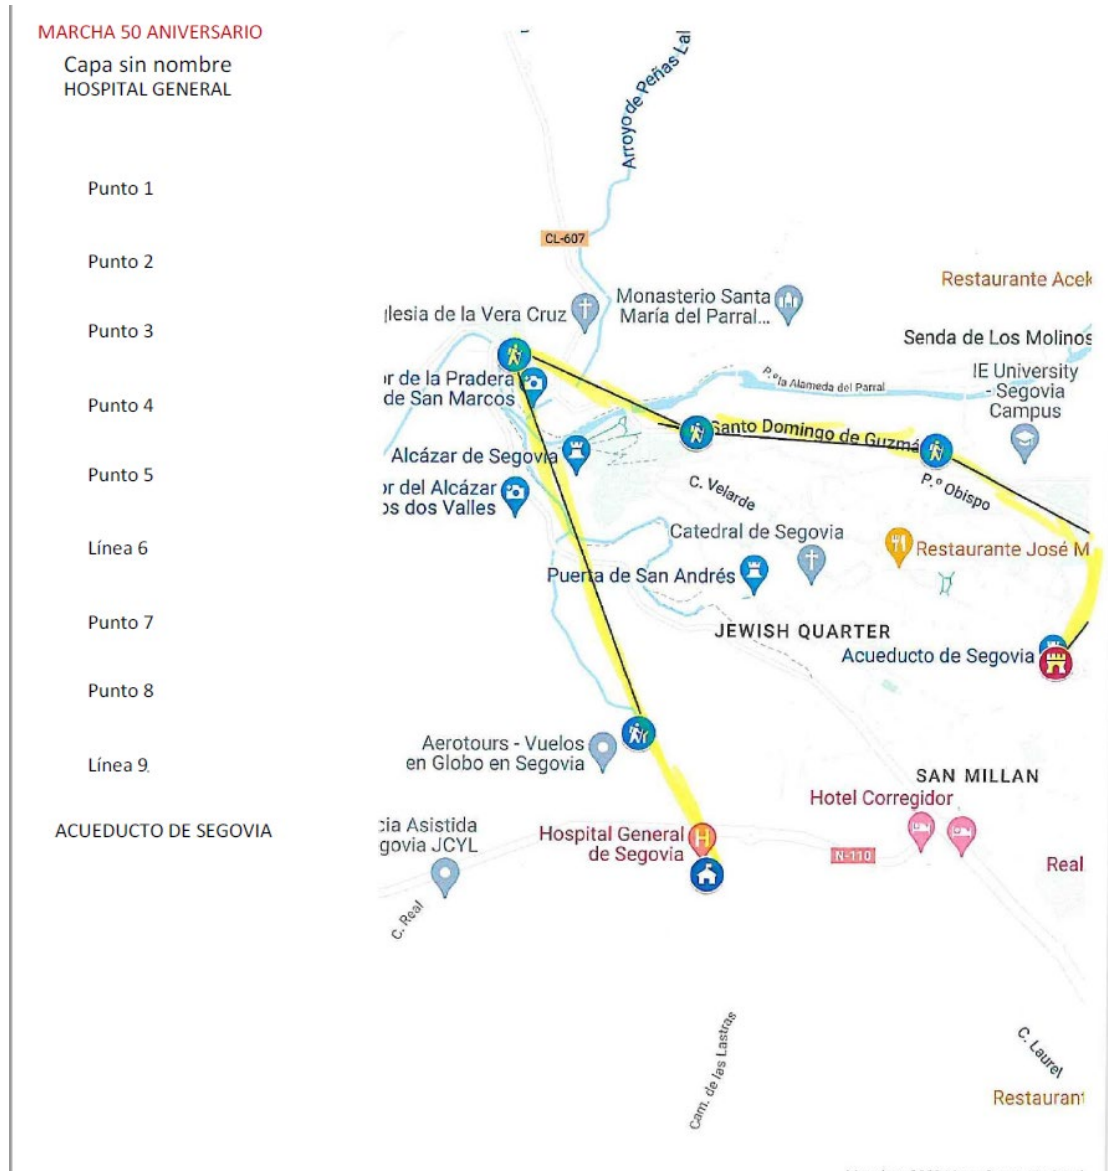 MARCHA 50 ANIVERSARIO
Capa sin nombre
HOSPITAL GENERAL
Punto 1
Punto 2
Punto 3
Punto 4
Punto 5
Línea 6
Punto 7
Punto 8
Línea 9
ACUEDUCTO DE SEGOVIA
Arroyo de Peñas Lal
CL-607
Restaurante Acek
Monasterio Santa
María del Parral...
glesia de la Vera Cruz
Senda de Los Molinos
IE University
- Segovia
Campus
P.º la Alameda del Parral
or de la Pradera
de San Marcos
Santo Domingo de Guzmá
Alcázar de Segovia
P.º Obispo
C. Velarde
or del Alcázar
os dos Valles
Catedral de Segovia
Restaurante José M
Puerta de San Andrés
JEWISH QUARTER
Acueducto de Segovia
Aerotours - Vuelos
en Globo en Segovia
SAN MILLAN
Hotel Corregidor
cia Asistida
govia JCYL
Hospital General
de Segovia
H
N-110
Real
C. Real
Cam. de las Lastras
C. Laurel
Restaurant